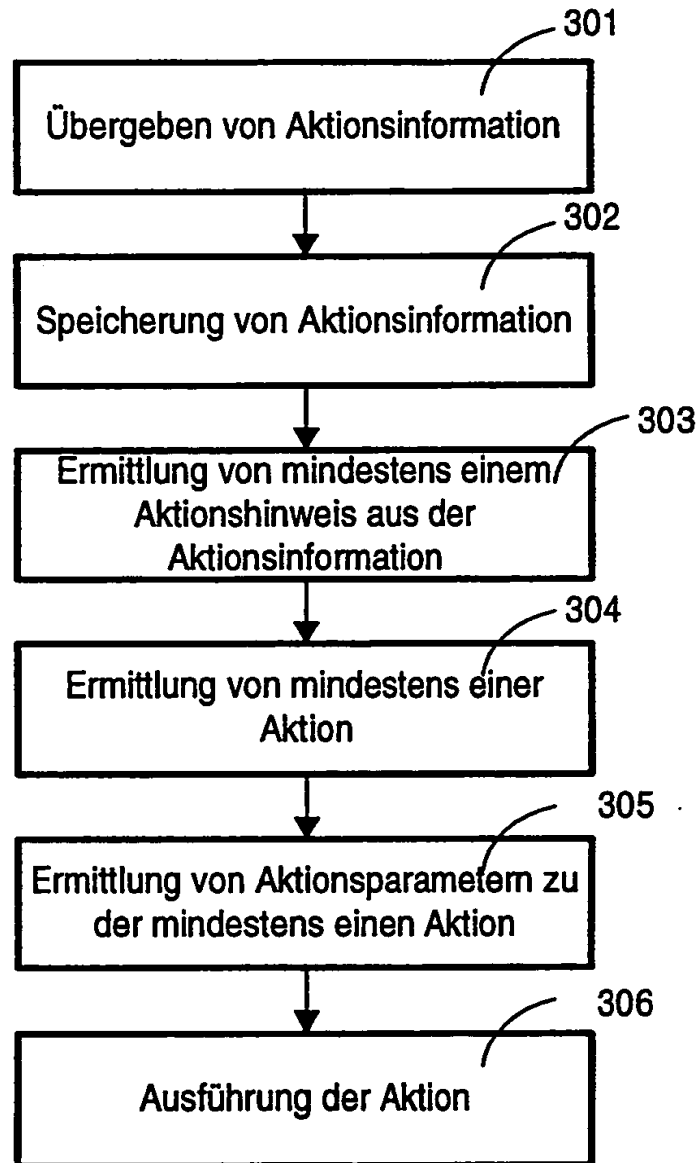 301
Übergeben von Aktionsinformation
302
Speicherung von Aktionsinformation
303
Ermittlung von mindestens einem
Aktionshinweis aus der
Aktionsinformation
304
Ermittlung von mindestens einer
Aktion
305
Ermittlung von Aktionsparametern zu
der mindestens einen Aktion
306
Ausführung der Aktion